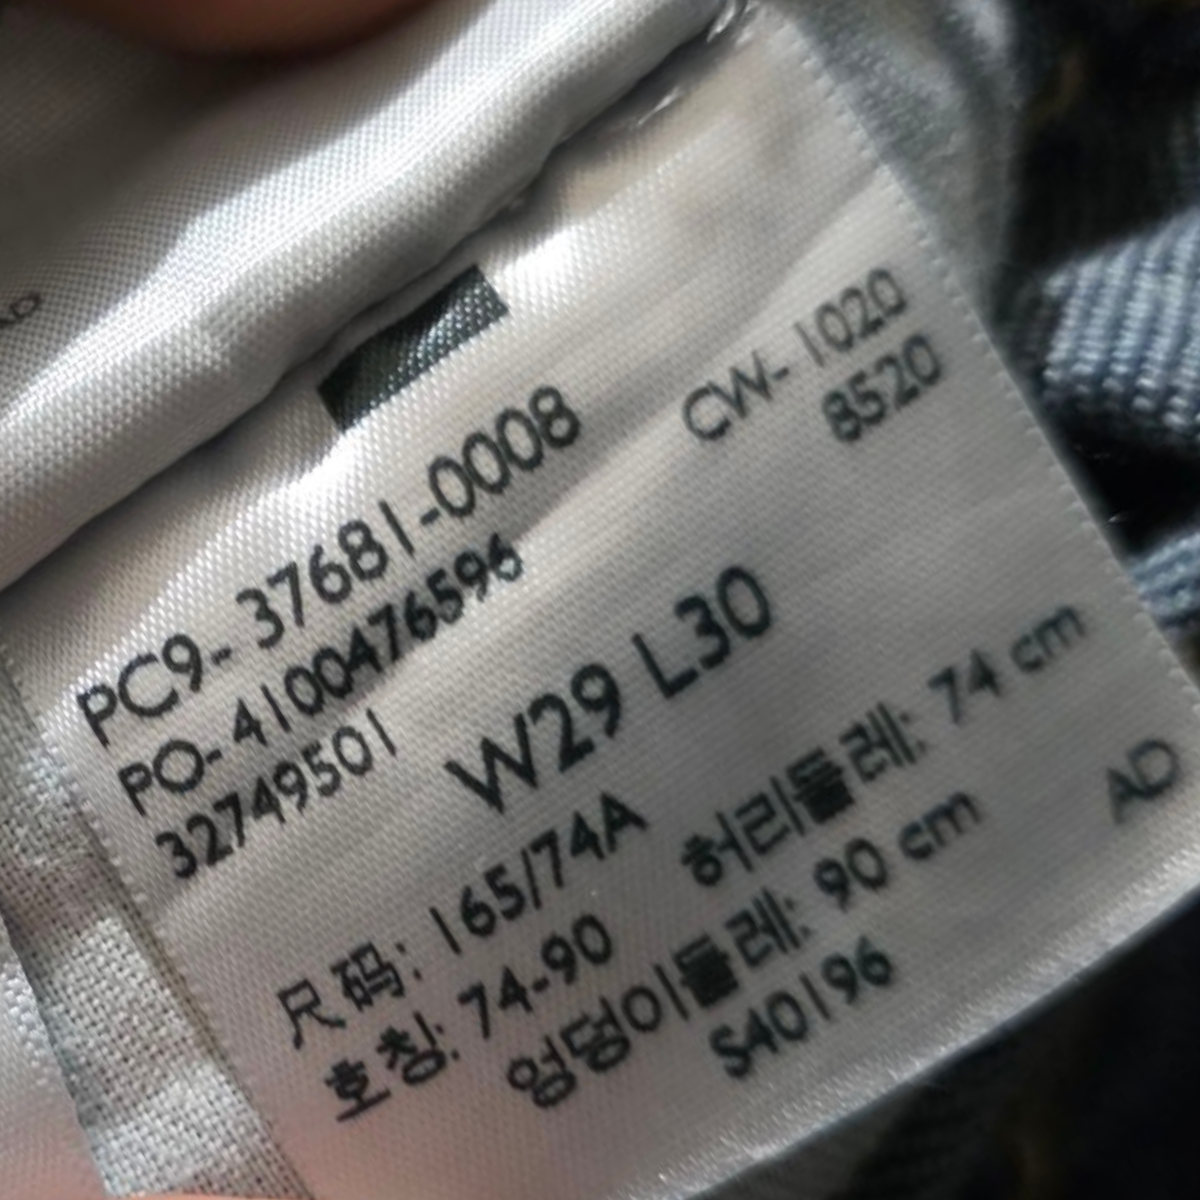 CW-1020
8520
PC9-37681-0008
PO-4100476596
32749501
W29 L30
尺码: 165/74A
호칭: 74-90
허리둘레: 74 cm
엉덩이둘레: 90 cm
S40196
AD